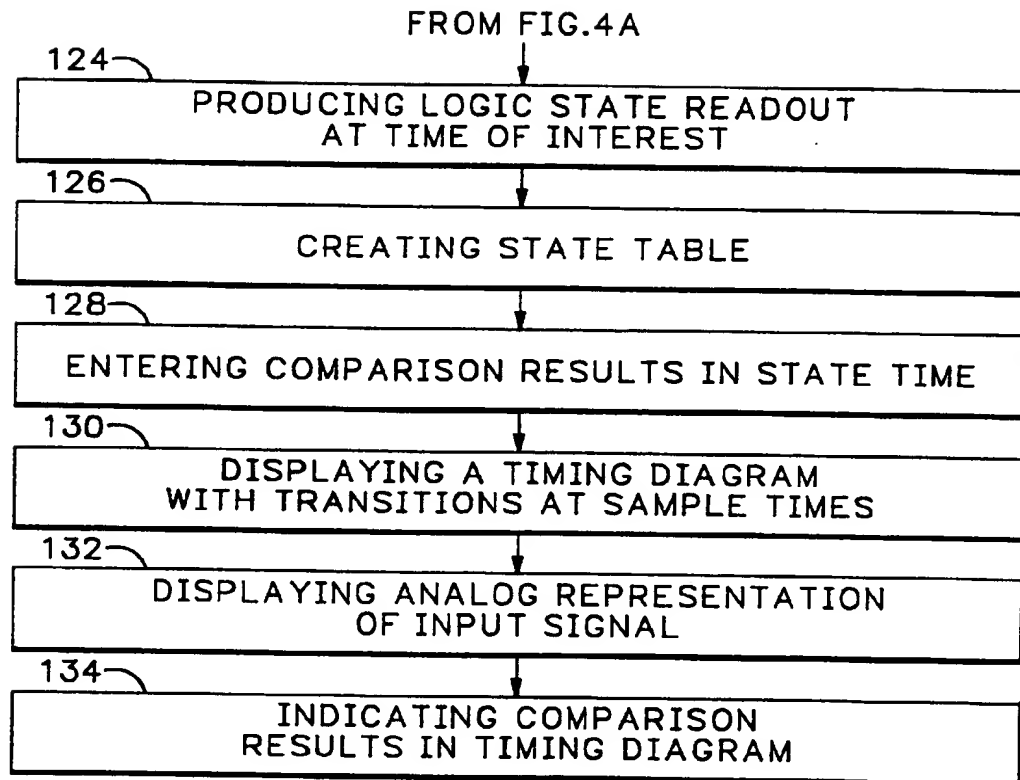 FROM FIG.4A
124
PRODUCING LOGIC STATE READOUT
AT TIME OF INTEREST
126
CREATING STATE TABLE
128
ENTERING COMPARISON RESULTS IN STATE TIME
130
DISPLAYING A TIMING DIAGRAM
WITH TRANSITIONS AT SAMPLE TIMES
132
DISPLAYING ANALOG REPRESENTATION
OF INPUT SIGNAL
134
INDICATING COMPARISON
RESULTS IN TIMING DIAGRAM